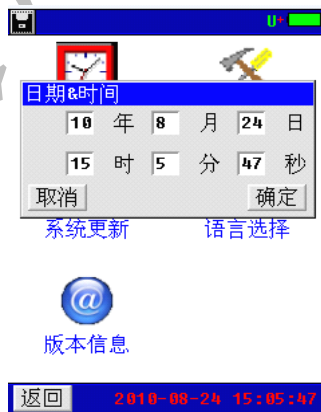 U+
日期&时间
10 年 8 月 24 日
15 时 5 分 47 秒
取消 确定
系统更新 语言选择
版本信息
返回 2010-08-24 15:05:47